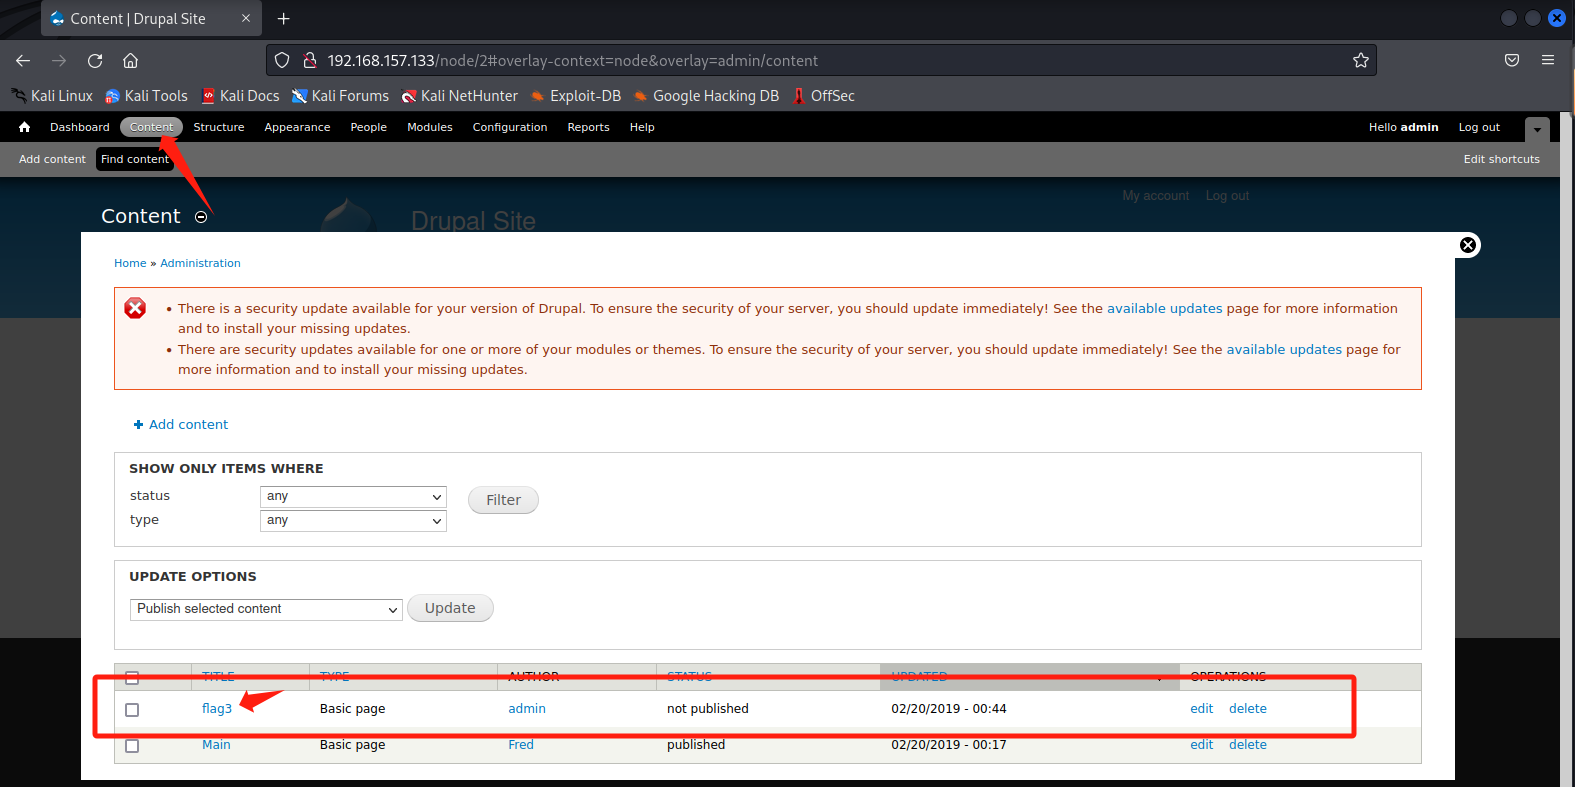 Content | Drupal Site
192.168.157.133/node/2#overlay-context=node&overlay=admin/content
Kali Linux Kali Tools Kali Docs Kali Forums Kali NetHunter Exploit-DB Google Hacking DB OffSec
Dashboard Content Structure Appearance People Modules Configuration Reports Help Hello admin Log out
Add content Find content Edit shortcuts
My account Log out
Content
Drupal Site
Home » Administration
• There is a security update available for your version of Drupal. To ensure the security of your server, you should update immediately! See the available updates page for more information
and to install your missing updates.
• There are security updates available for one or more of your modules or themes. To ensure the security of your server, you should update immediately! See the available updates page for
more information and to install your missing updates.
Add content
SHOW ONLY ITEMS WHERE
status any Filter
type any
UPDATE OPTIONS
Publish selected content Update
TITLE TYPE AUTHOR STATUS UPDATED OPERATIONS
flag3 Basic page admin not published 02/20/2019 - 00:44 edit delete
Main Basic page Fred published 02/20/2019 - 00:17 edit delete